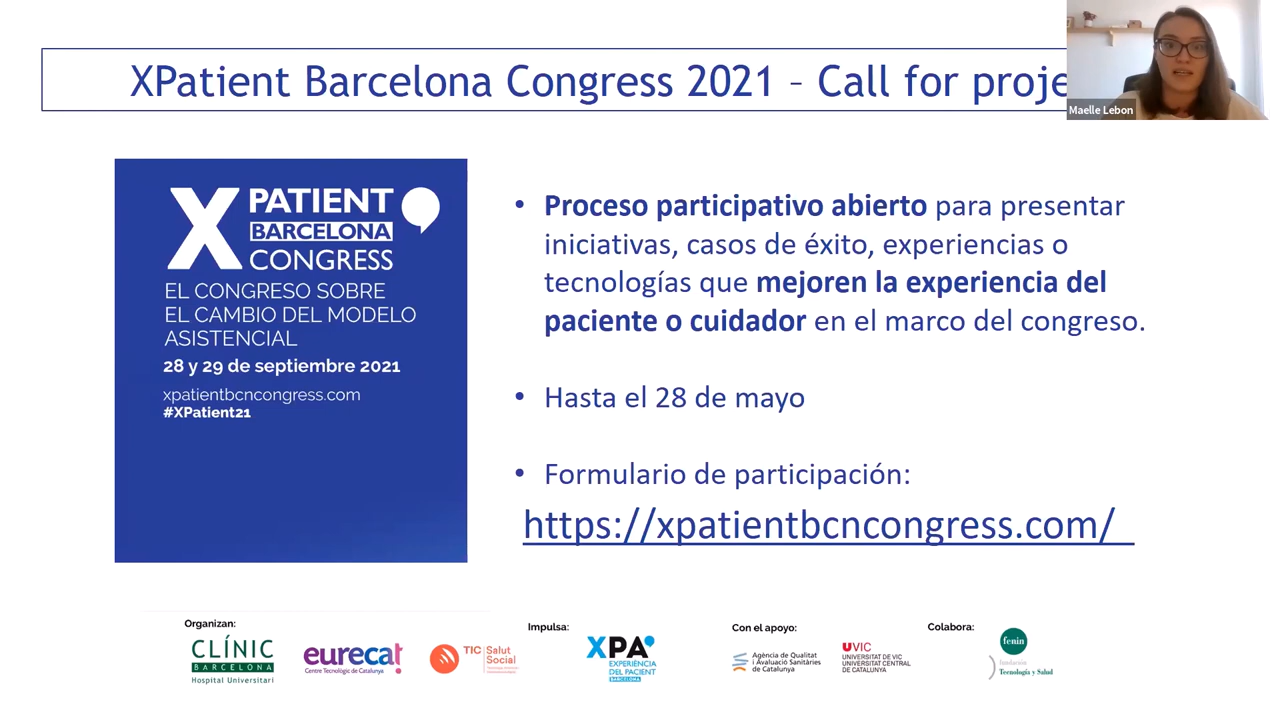 XPatient Barcelona Congress 2021 – Call for proje
Maelle Lebon
X PATIENT
BARCELONA
CONGRESS
EL CONGRESO SOBRE
EL CAMBIO DEL MODELO
ASISTENCIAL
28 y 29 de septiembre 2021
xpatientbcncongress.com
#XPatient21
• Proceso participativo abierto para presentar
iniciativas, casos de éxito, experiencias o
tecnologías que mejoren la experiencia del
paciente o cuidador en el marco del congreso.
• Hasta el 28 de mayo
• Formulario de participación:
https://xpatientbcncongress.com/
Organizan:
CLÍNIC
BARCELONA
Hospital Universitari
eurecat
Centre Tecnològic de Catalunya
TIC Salut
Social
Impulsa:
XPA
EXPERIÈNCIA
DEL PACIENT
BARCELONA
Con el apoyo:
Agència de Qualitat
i Avaluació Sanitàries
de Catalunya
UVIC
UNIVERSITAT DE VIC
UNIVERSITAT CENTRAL
DE CATALUNYA
Colabora:
fenin
fundación
Tecnología y Salud